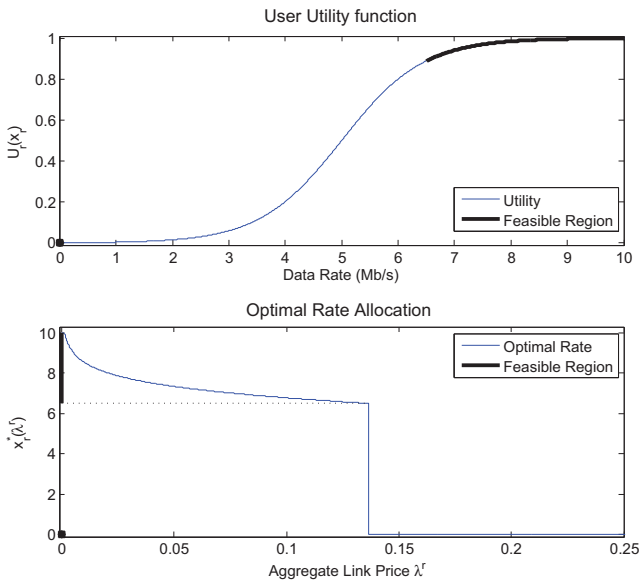 User Utility function
1
0.8
0.6
0.4
0.2
0
U_r(x_r)
0 1 2 3 4 5 6 7 8 9 10
Data Rate (Mb/s)
Utility
Feasible Region
Optimal Rate Allocation
10
8
6
4
2
0
x_r^*(λ^r)
0 0.05 0.1 0.15 0.2 0.25
Aggregate Link Price λ^r
Optimal Rate
Feasible Region